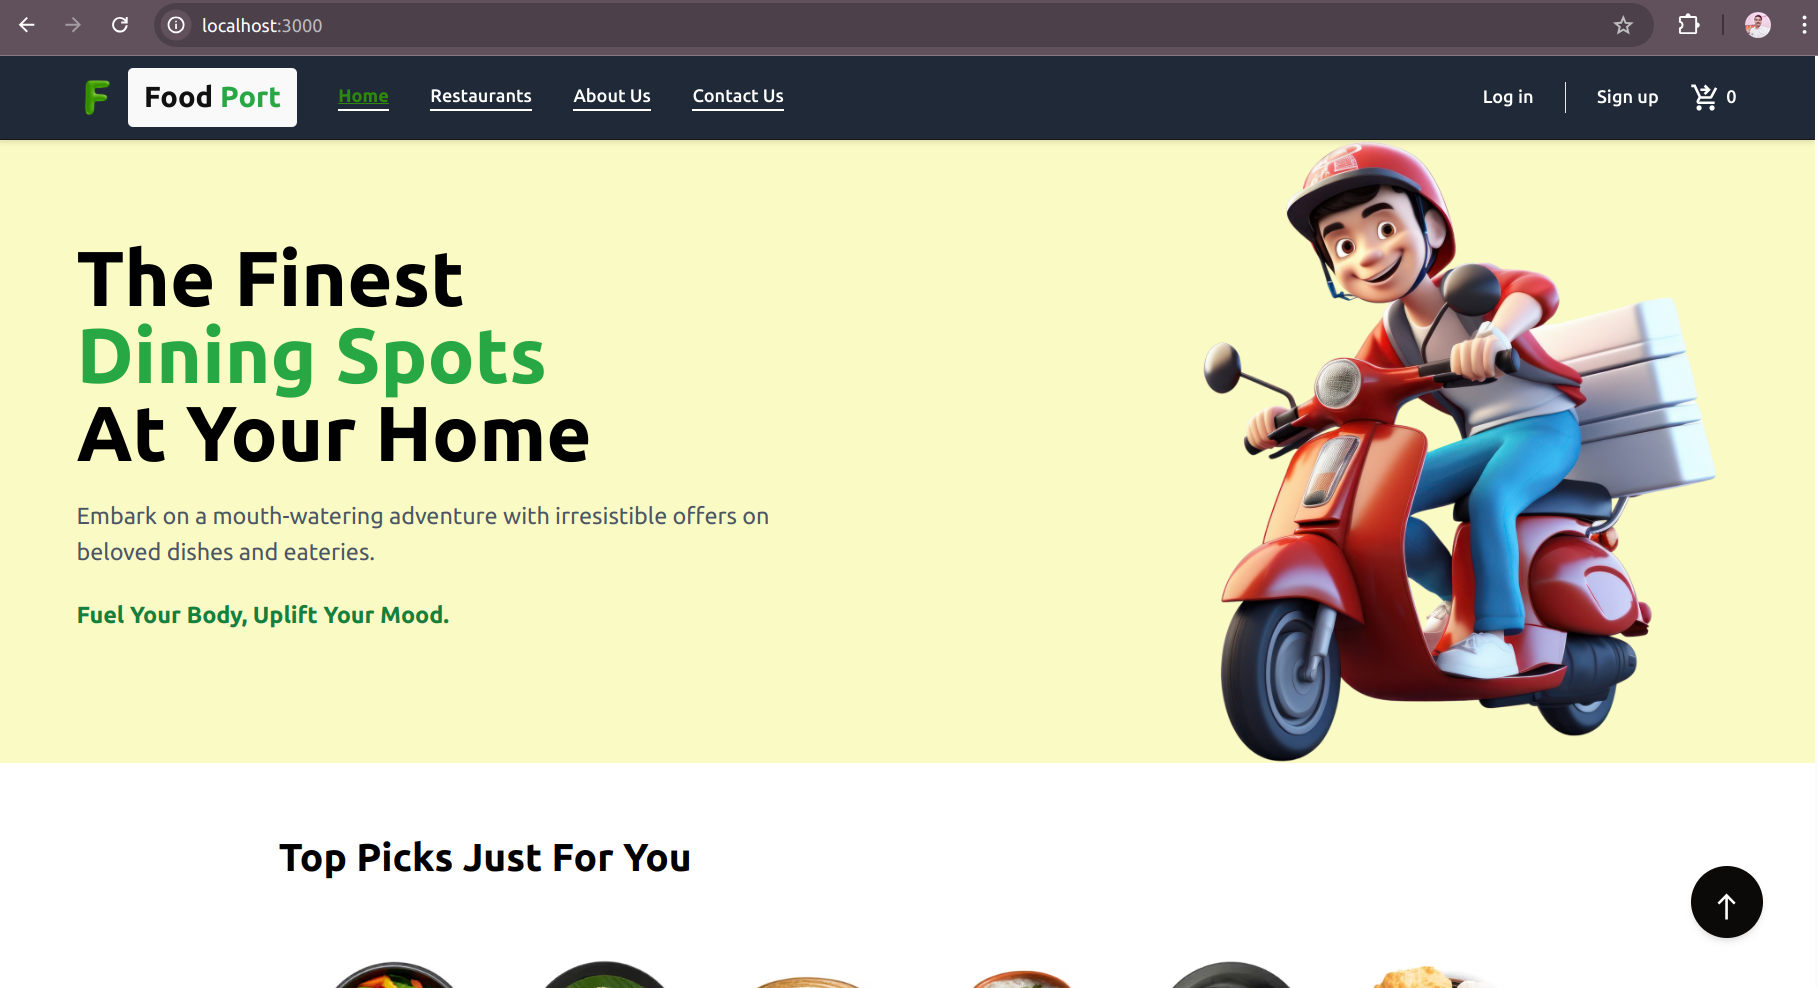 localhost:3000
F Food Port Home Restaurants About Us Contact Us Log in Sign up 0
The Finest
Dining Spots
At Your Home
Embark on a mouth-watering adventure with irresistible offers on
beloved dishes and eateries.
Fuel Your Body, Uplift Your Mood.
Top Picks Just For You